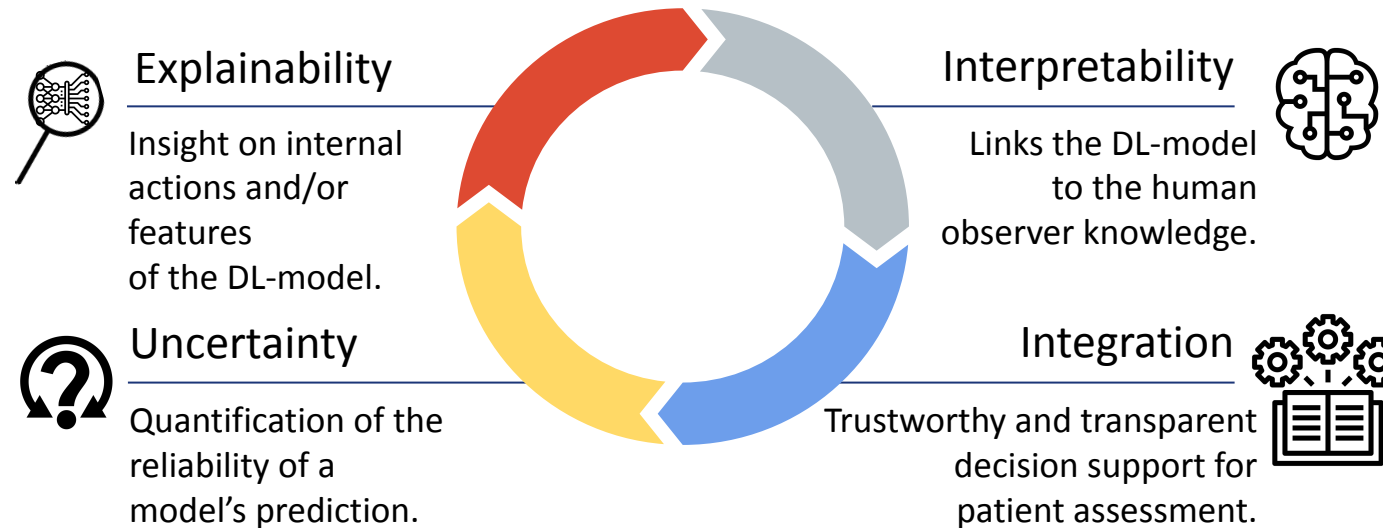 Explainability
Insight on internal
actions and/or
features
of the DL-model.
Interpretability
Links the DL-model
to the human
observer knowledge.
Uncertainty
Quantification of the
reliability of a
model’s prediction.
Integration
Trustworthy and transparent
decision support for
patient assessment.